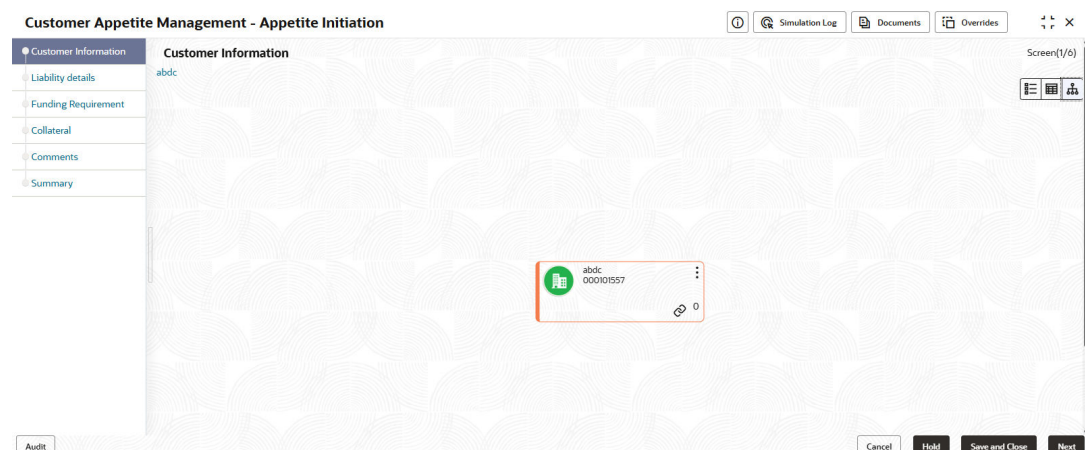 Customer Appetite Management - Appetite Initiation
Simulation Log
Documents
Overrides
Customer Information
Liability details
Funding Requirement
Collateral
Comments
Summary
Customer Information
Screen(1/6)
abdc
abdc
000101557
0
Audit
Cancel
Hold
Save and Close
Next